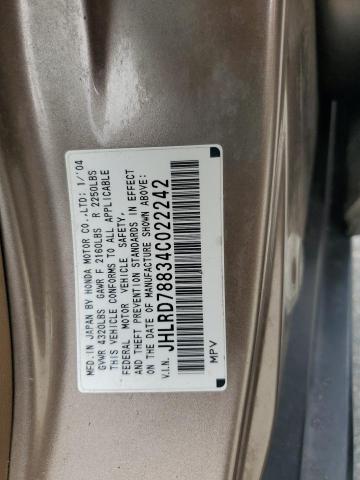 MFD. IN JAPAN BY HONDA MOTOR CO.,LTD: 1/'04
GVWR 4320LBS GAWR F 2160LBS R 2250LBS
THIS VEHICLE CONFORMS TO ALL APPLICABLE
FEDERAL MOTOR VEHICLE SAFETY,
AND THEFT PREVENTION STANDARDS IN EFFECT
ON THE DATE OF MANUFACTURE SHOWN ABOVE:
V.I.N. JHLRD78834C022242
MPV